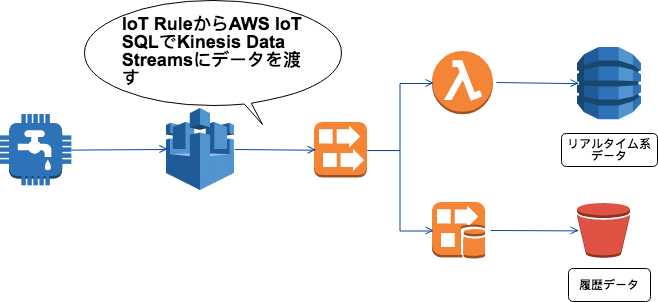 IoT RuleからAWS IoT
SQLでKinesis Data
Streamsにデータを渡
す
リアルタイム系
データ
履歴データ